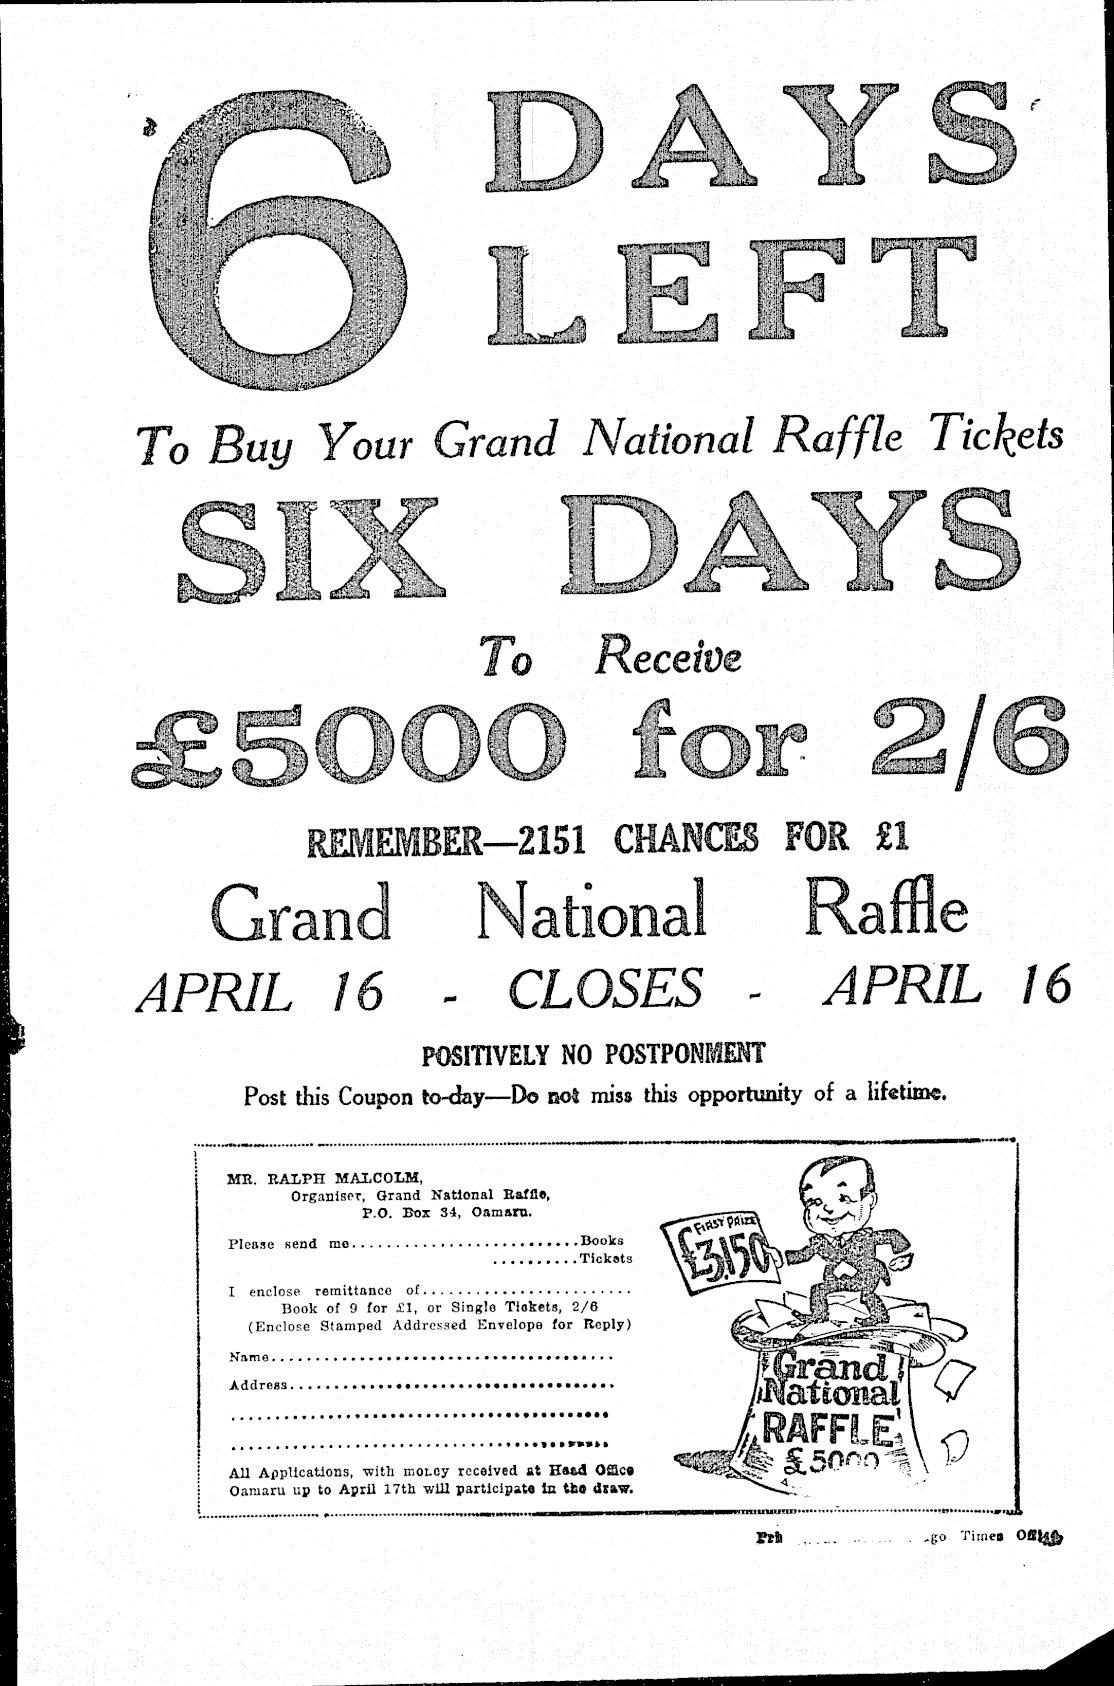 6 DAYS
LEFT
To Buy Your Grand National Raffle Tickets
SIX DAYS
To Receive
£5000 for 2/6
REMEMBER—2151 CHANCES FOR £1
Grand National Raffle
APRIL 16 - CLOSES - APRIL 16
POSITIVELY NO POSTPONMENT
Post this Coupon to-day—Do not miss this opportunity of a lifetime.
MR. RALPH MALCOLM,
Organiser, Grand National Raffle,
P.O. Box 34, Oamaru.
Please send me..........................Books
..........Tickets
I enclose remittance of........................
Book of 9 for £1, or Single Tickets, 2/6
(Enclose Stamped Addressed Envelope for Reply)
Name.......................................
Address.....................................
All Applications, with money received at Head Office
Oamaru up to April 17th will participate in the draw.
FIRST PRIZE
£3,150
Grand
National
RAFFLE
£5000
Times Office